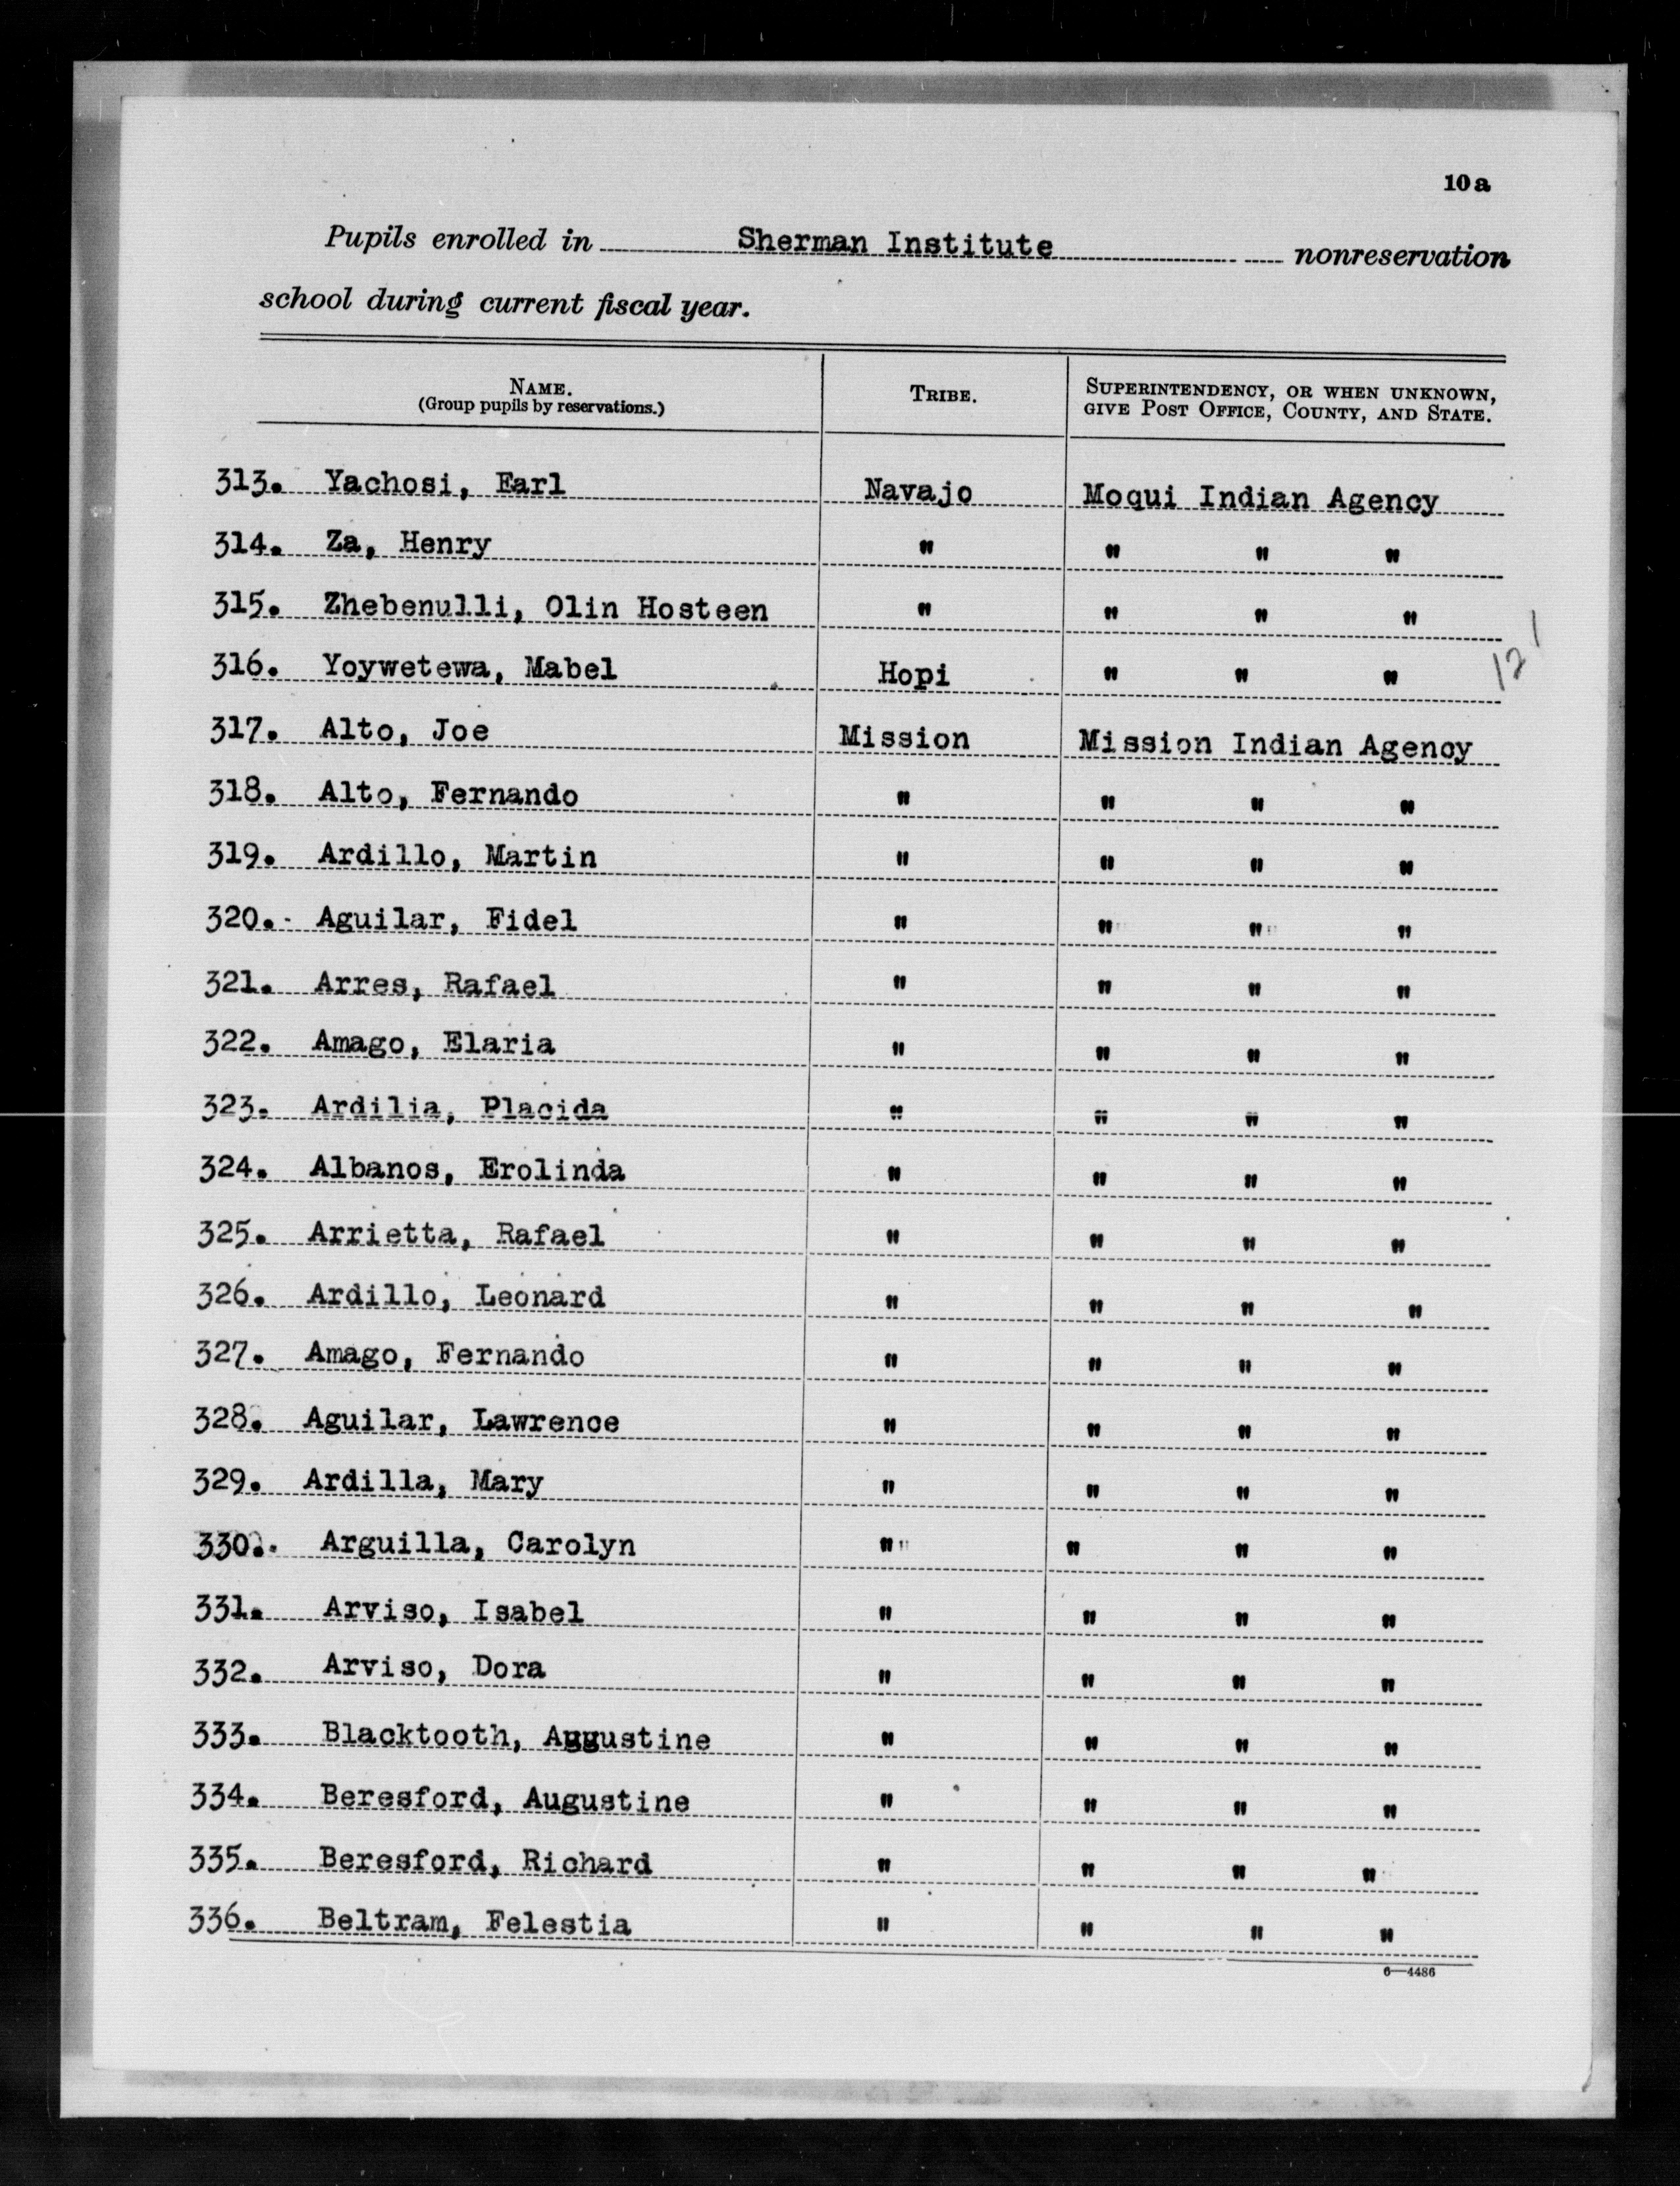 10a
Pupils enrolled in Sherman Institute nonreservation
school during current fiscal year.
NAME. TRIBE. SUPERINTENDENCY, OR WHEN UNKNOWN,
(Group pupils by reservations.) GIVE POST OFFICE, COUNTY, AND STATE.
313. Yachosi, Earl Navajo Moqui Indian Agency
314. Za, Henry " " " "
315. Zhebenulli, Olin Hosteen " " " "
316. Yoywetewa, Mabel Hopi " " " 121
317. Alto, Joe Mission Mission Indian Agency
318. Alto, Fernando " " " "
319. Ardillo, Martin " " " "
320. Aguilar, Fidel " " " "
321. Arres, Rafael " " " "
322. Amago, Elaria " " " "
323. Ardilia, Placida " " " "
324. Albanos, Erolinda " " " "
325. Arrietta, Rafael " " " "
326. Ardillo, Leonard " " " "
327. Amago, Fernando " " " "
328. Aguilar, Lawrence " " " "
329. Ardilla, Mary " " " "
330. Arguilla, Carolyn " " " "
331. Arviso, Isabel " " " "
332. Arviso, Dora " " " "
333. Blacktooth, Auggustine " " " "
334. Beresford, Augustine " " " "
335. Beresford, Richard " " " "
336. Beltram, Felestia " " " "
6—4486